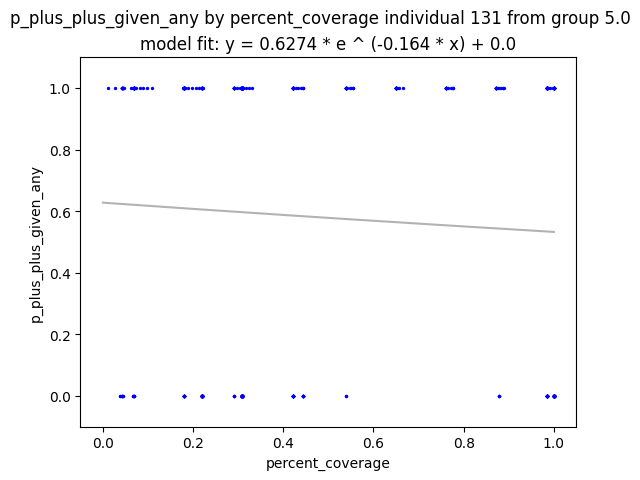 p_plus_plus_given_any by percent_coverage individual 131 from group 5.0
model fit: y = 0.6274 * e ^ (-0.164 * x) + 0.0
1.0
0.8
0.6
0.4
0.2
0.0
p_plus_plus_given_any
0.0 0.2 0.4 0.6 0.8 1.0
percent_coverage